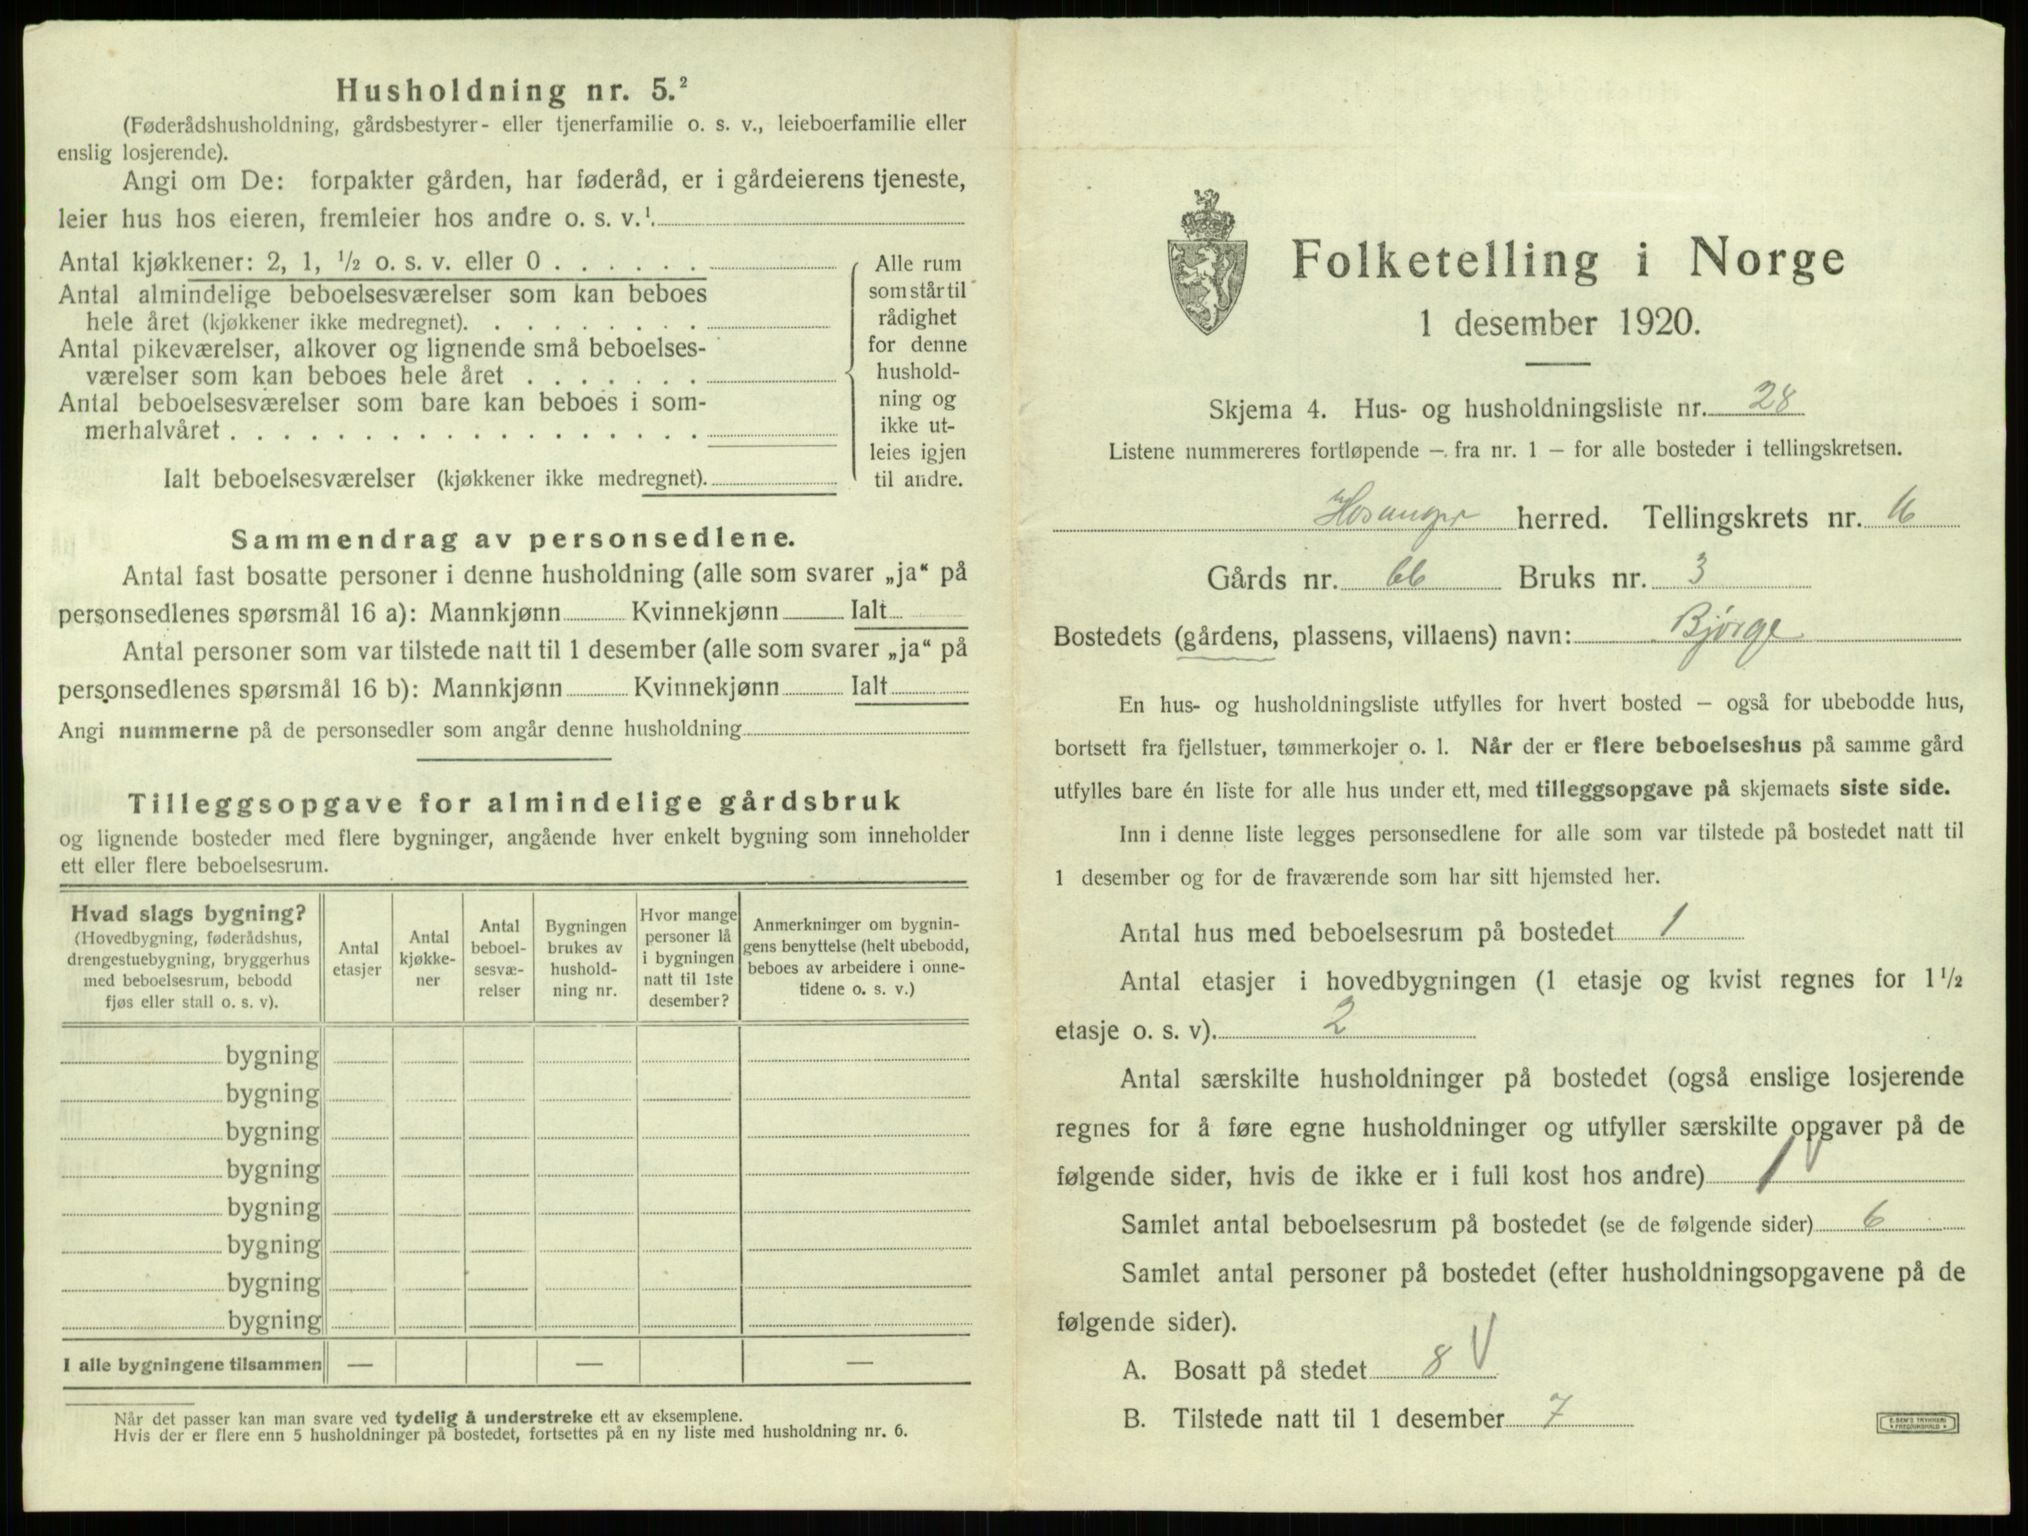 Husholdning nr. 5.²
(Føderådshusholdning, gårdsbestyrer- eller tjenerfamilie o. s. v., leieboerfamilie eller
enslig losjerende).
Angi om De: forpakter gården, har føderåd, er i gårdeierens tjeneste,
leier hus hos eieren, fremleier hos andre o. s. v.¹
Antal kjøkkener: 2, 1, ½ o. s. v. eller 0 . . . . . .
Antal almindelige beboelsesværelser som kan beboes
hele året (kjøkkener ikke medregnet). . . . . . . . .
Antal pikeværelser, alkover og lignende små beboelses-
værelser som kan beboes hele året . . . . . . .
Antal beboelsesværelser som bare kan beboes i som-
merhalvåret . . . . . . . . . . . . . . . . . .
Ialt beboelsesværelser (kjøkkener ikke medregnet).
Alle rum
som står til
rådighet
for denne
hushold-
ning og
ikke ut-
leies igjen
til andre.
Sammendrag av personsedlene.
Antal fast bosatte personer i denne husholdning (alle som svarer „ja“ på
personsedlenes spørsmål 16 a): Mannkjønn Kvinnekjønn Ialt
Antal personer som var tilstede natt til 1 desember (alle som svarer „ja“ på
personsedlenes spørsmål 16 b): Mannkjønn Kvinnekjønn Ialt
Angi nummerne på de personsedler som angår denne husholdning
Tilleggsopgave for almindelige gårdsbruk
og lignende bosteder med flere bygninger, angående hver enkelt bygning som inneholder
ett eller flere beboelsesrum.
Hvad slags bygning?
(Hovedbygning, føderådshus,
drengestuebygning, bryggerhus
med beboelsesrum, bebodd
fjøs eller stall o. s. v).
Antal
etasjer
Antal
kjøkke-
ner
Antal
beboel-
sesvæ-
relser
Bygningen
brukes av
hushold-
ning nr.
Hvor mange
personer lå
i bygningen
natt til 1ste
desember?
Anmerkninger om bygnin-
gens benyttelse (helt ubebodd,
beboes av arbeidere i onne-
tidene o. s. v.)
bygning
bygning
bygning
bygning
bygning
bygning
bygning
bygning
I alle bygningene tilsammen — — —
Når det passer kan man svare ved tydelig å understreke ett av eksemplene.
Hvis der er flere enn 5 husholdninger på bostedet, fortsettes på en ny liste med husholdning nr. 6.
Folketelling i Norge
1 desember 1920.
Skjema 4. Hus- og husholdningsliste nr. 28
Listene nummereres fortløpende — fra nr. 1 — for alle bosteder i tellingskretsen.
Hosanger herred. Tellingskrets nr. 6
Gårds nr. 66 Bruks nr. 3
Bostedets (gårdens, plassens, villaens) navn: Bjørge
En hus- og husholdningsliste utfylles for hvert bosted — også for ubebodde hus,
bortsett fra fjellstuer, tømmerkojer o. l. Når der er flere beboelseshus på samme gård
utfylles bare én liste for alle hus under ett, med tilleggsopgave på skjemaets siste side.
Inn i denne liste legges personsedlene for alle som var tilstede på bostedet natt til
1 desember og for de fraværende som har sitt hjemsted her.
Antal hus med beboelsesrum på bostedet 1
Antal etasjer i hovedbygningen (1 etasje og kvist regnes for 1½
etasje o. s. v). 2
Antal særskilte husholdninger på bostedet (også enslige losjerende
regnes for å føre egne husholdninger og utfyller særskilte opgaver på de
følgende sider, hvis de ikke er i full kost hos andre) 1 V
Samlet antal beboelsesrum på bostedet (se de følgende sider) 6
Samlet antal personer på bostedet (efter husholdningsopgavene på de
følgende sider).
A. Bosatt på stedet 8 V
B. Tilstede natt til 1 desember 7